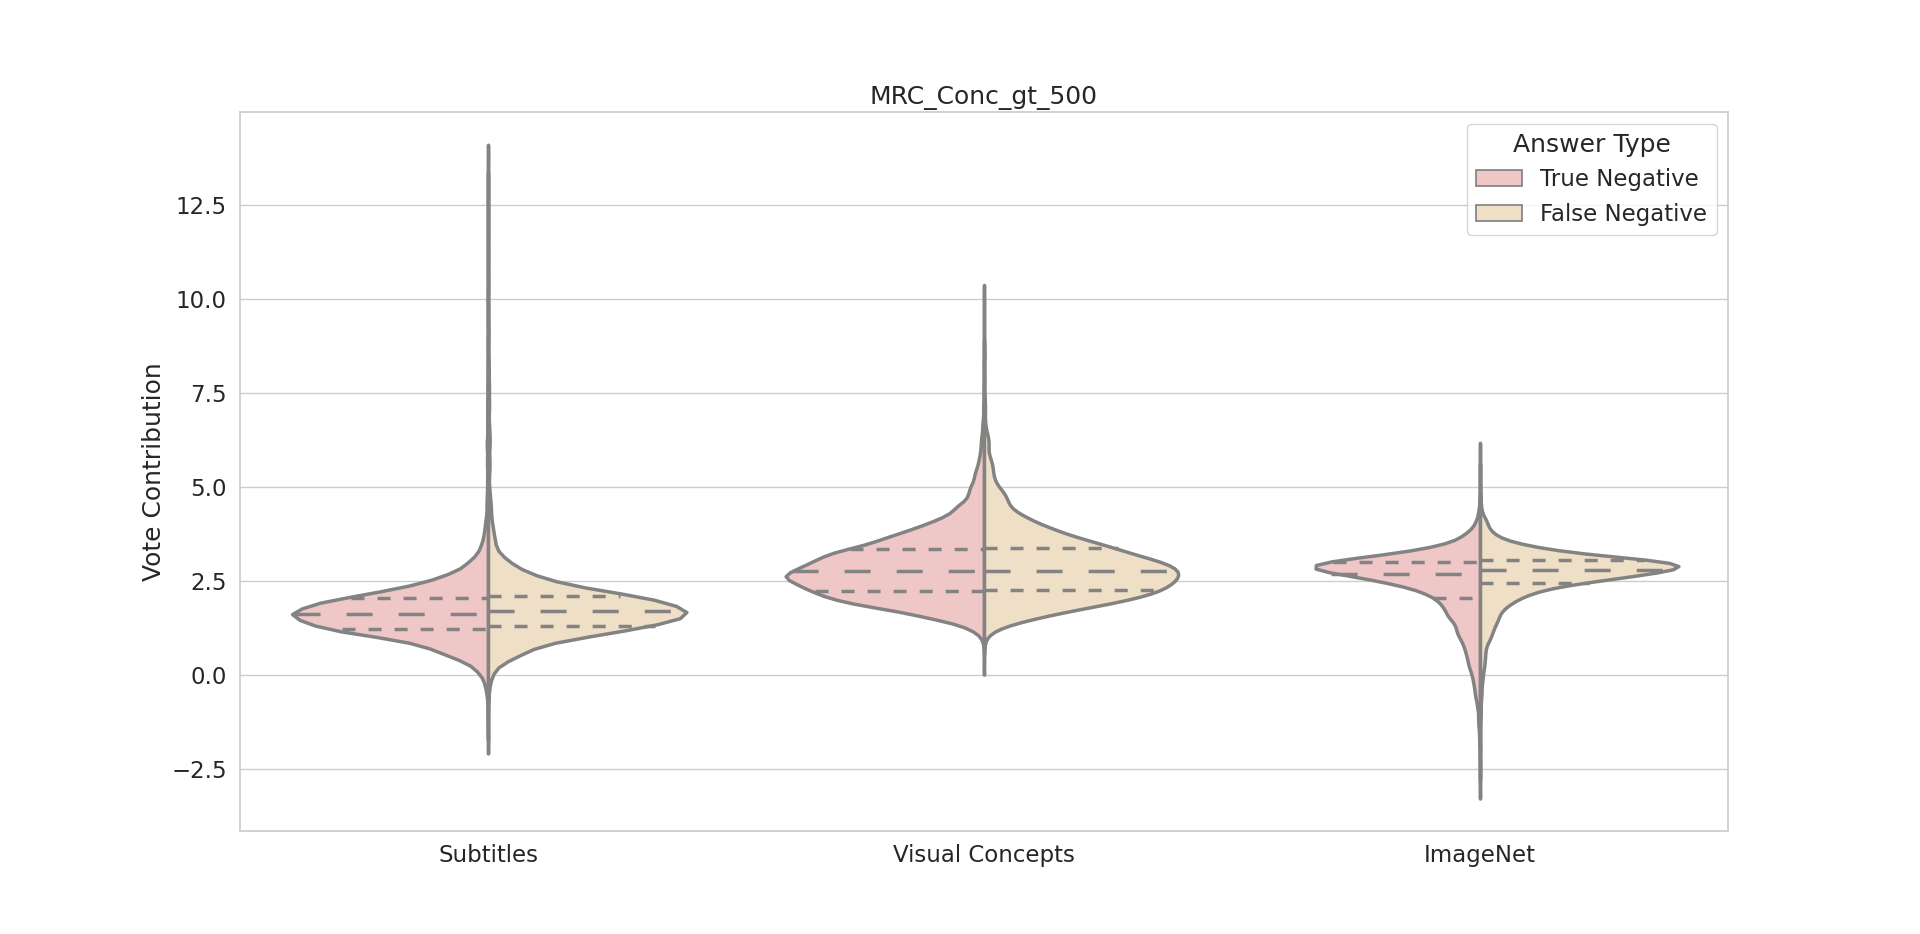 MRC_Conc_gt_500
Answer Type
True Negative
False Negative
Vote Contribution
12.5
10.0
7.5
5.0
2.5
0.0
−2.5
Subtitles
Visual Concepts
ImageNet